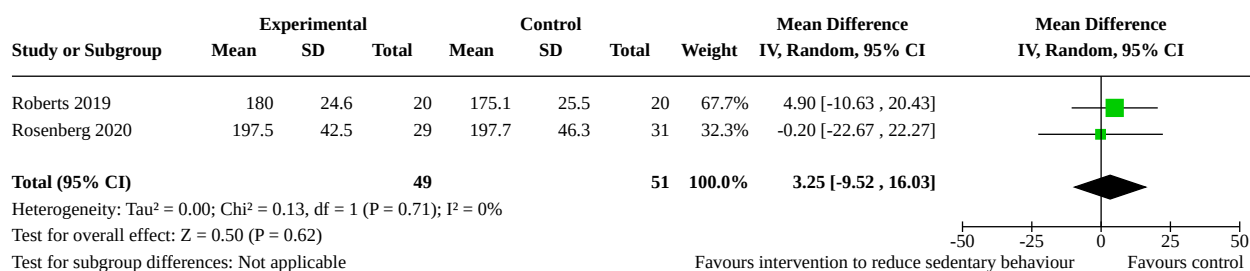 Experimental Control Mean Difference Mean Difference
Study or Subgroup Mean SD Total Mean SD Total Weight IV, Random, 95% CI IV, Random, 95% CI
Roberts 2019 180 24.6 20 175.1 25.5 20 67.7% 4.90 [-10.63 , 20.43]
Rosenberg 2020 197.5 42.5 29 197.7 46.3 31 32.3% -0.20 [-22.67 , 22.27]
Total (95% CI) 49 51 100.0% 3.25 [-9.52 , 16.03]
Heterogeneity: Tau² = 0.00; Chi² = 0.13, df = 1 (P = 0.71); I² = 0%
Test for overall effect: Z = 0.50 (P = 0.62) -50 -25 0 25 50
Test for subgroup differences: Not applicable Favours intervention to reduce sedentary behaviour Favours control